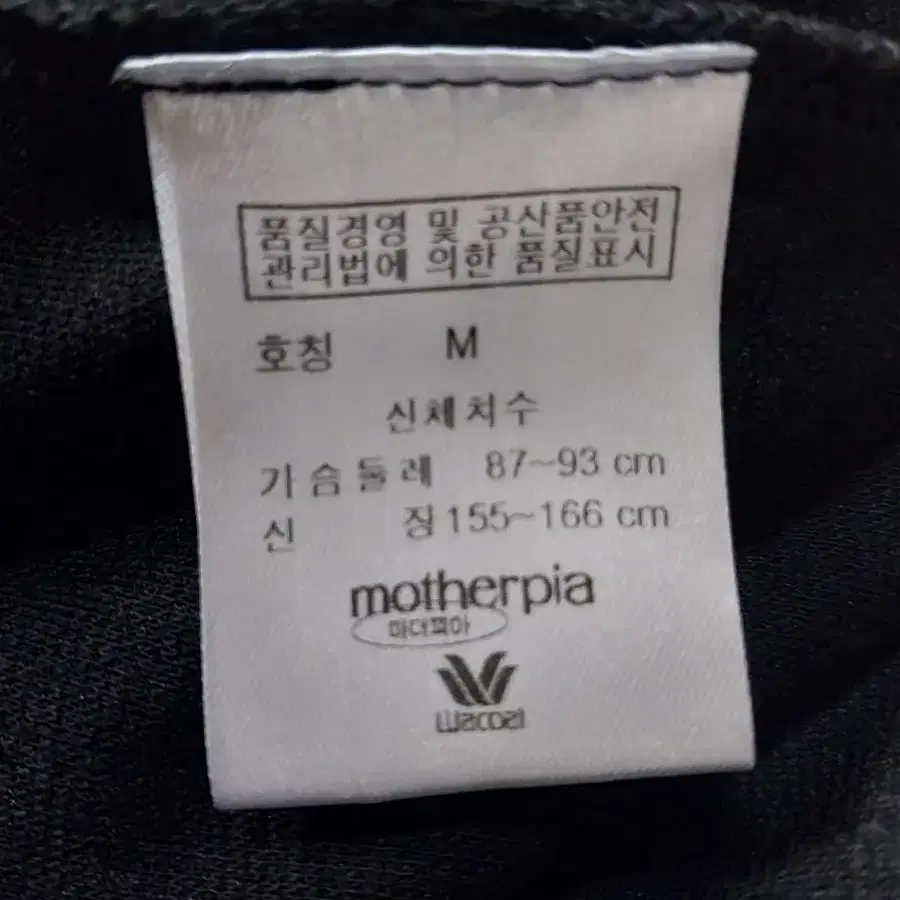 품질경영 및 공산품안전
관리법에 의한 품질표시
호칭 M
신체치수
가슴둘레 87~93 cm
신 장 155~166 cm
motherpia
마더피아
Wacoal